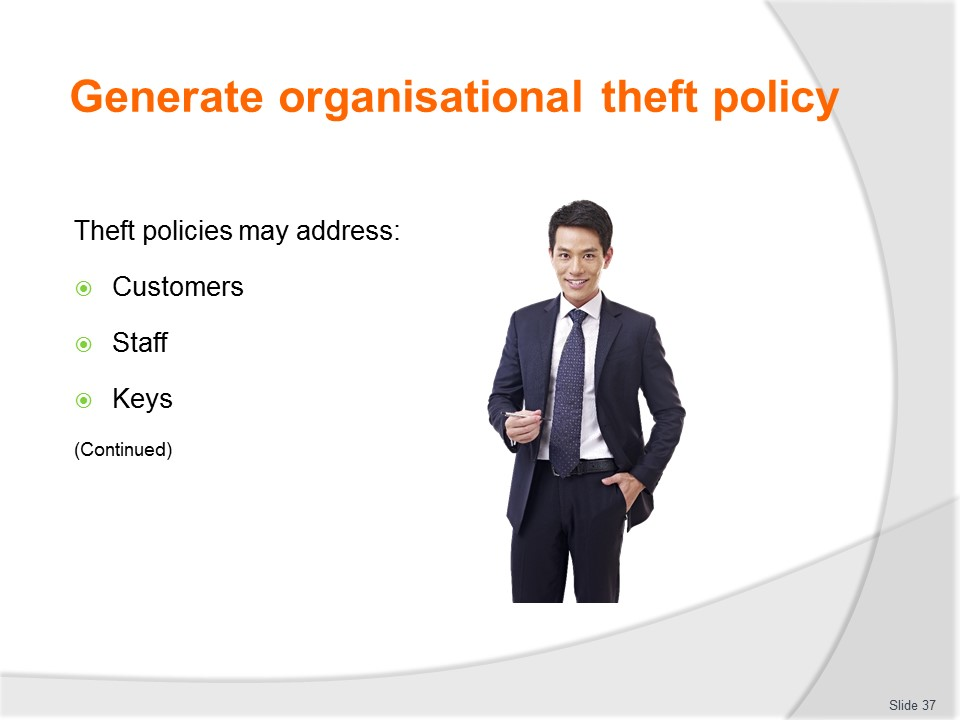 Generate organisational theft policy
Theft policies may address:
Customers
Staff
Keys
(Continued)
Slide 37